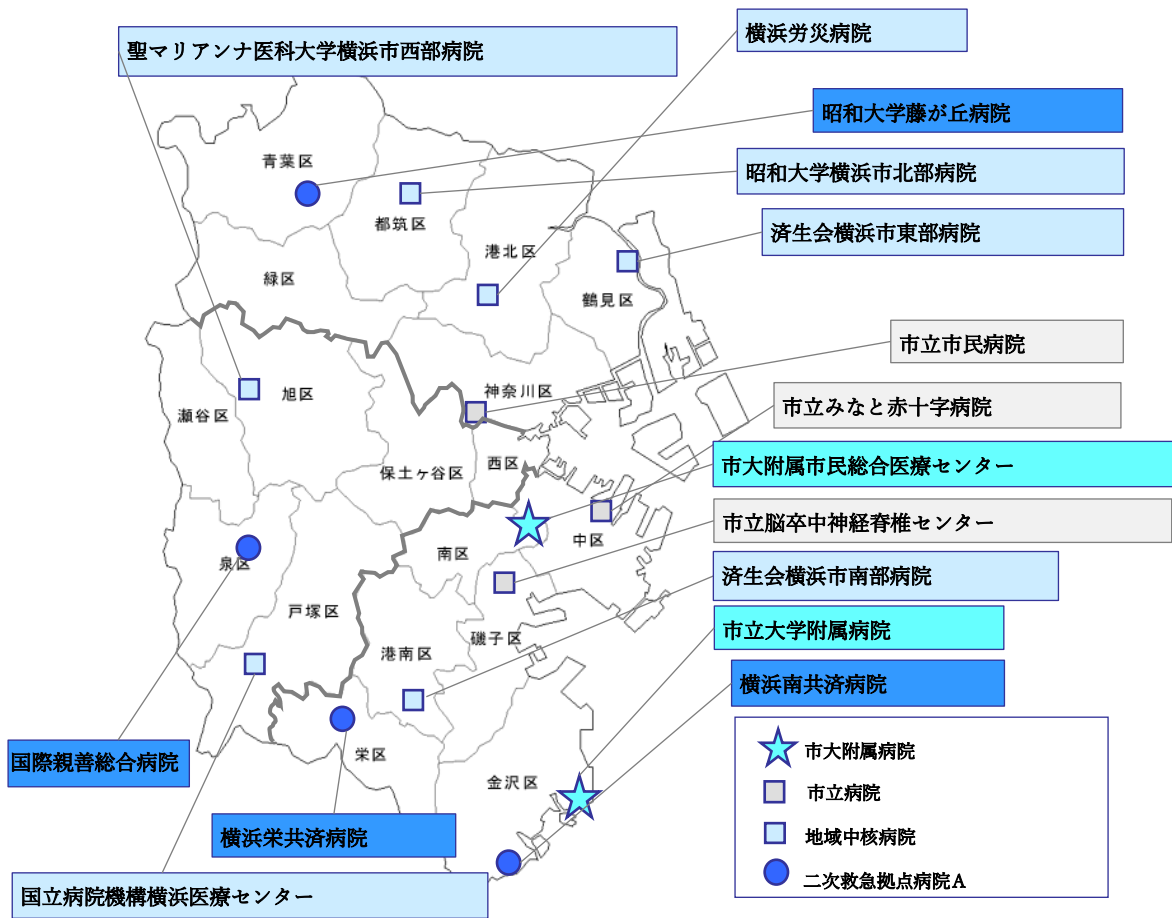 横浜労災病院
聖マリアンナ医科大学横浜市西部病院
昭和大学藤が丘病院
青葉区
昭和大学横浜市北部病院
都筑区
済生会横浜市東部病院
港北区
緑区
鶴見区
市立市民病院
神奈川区
旭区
瀬谷区
市立みなと赤十字病院
西区
保土ヶ谷区
市大附属市民総合医療センター
市立脳卒中神経脊椎センター
中区
南区
泉区
済生会横浜市南部病院
戸塚区
磯子区
市立大学附属病院
港南区
横浜南共済病院
国際親善総合病院
栄区
金沢区
市大附属病院
市立病院
横浜栄共済病院
地域中核病院
二次救急拠点病院A
国立病院機構横浜医療センター